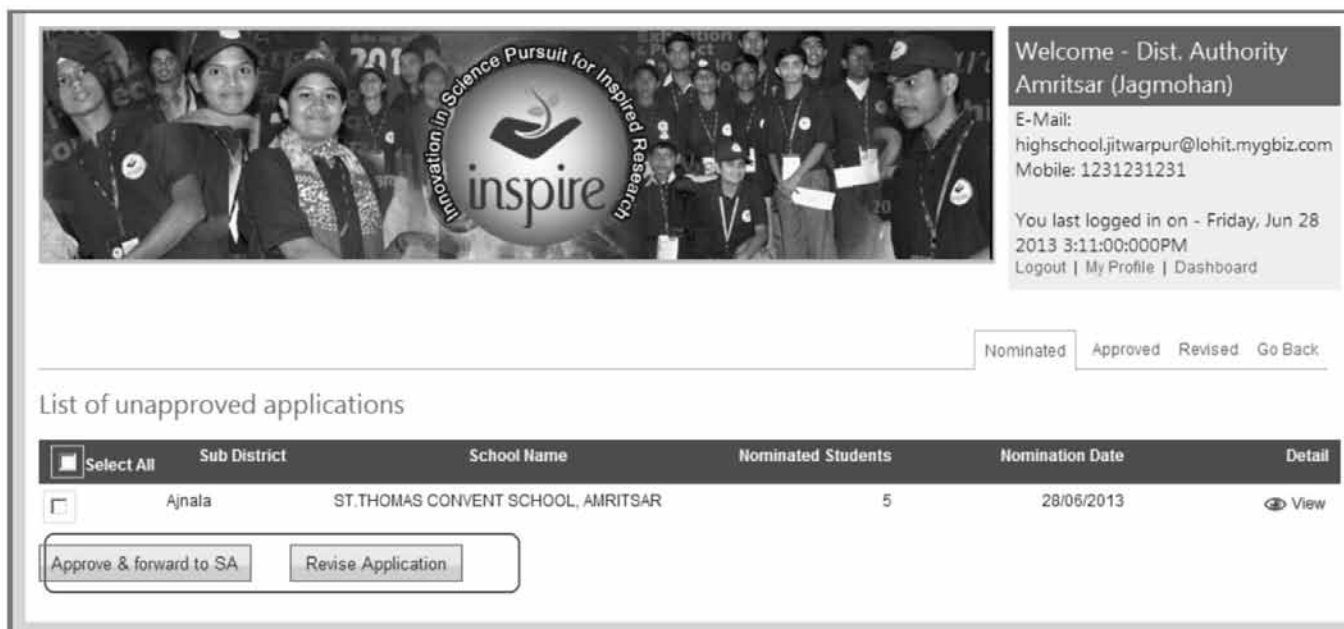 Innovation in Science Pursuit for Inspired Research
inspire
201
Exhibition
& Project
Welcome - Dist. Authority
Amritsar (Jagmohan)
E-Mail:
highschool.jitwarpur@lohit.mygbiz.com
Mobile: 1231231231
You last logged in on - Friday, Jun 28
2013 3:11:00:000PM
Logout | My Profile | Dashboard
Nominated Approved Revised Go Back
List of unapproved applications
Select All Sub District School Name Nominated Students Nomination Date Detail
Ajnala ST.THOMAS CONVENT SCHOOL, AMRITSAR 5 28/06/2013 View
Approve & forward to SA Revise Application